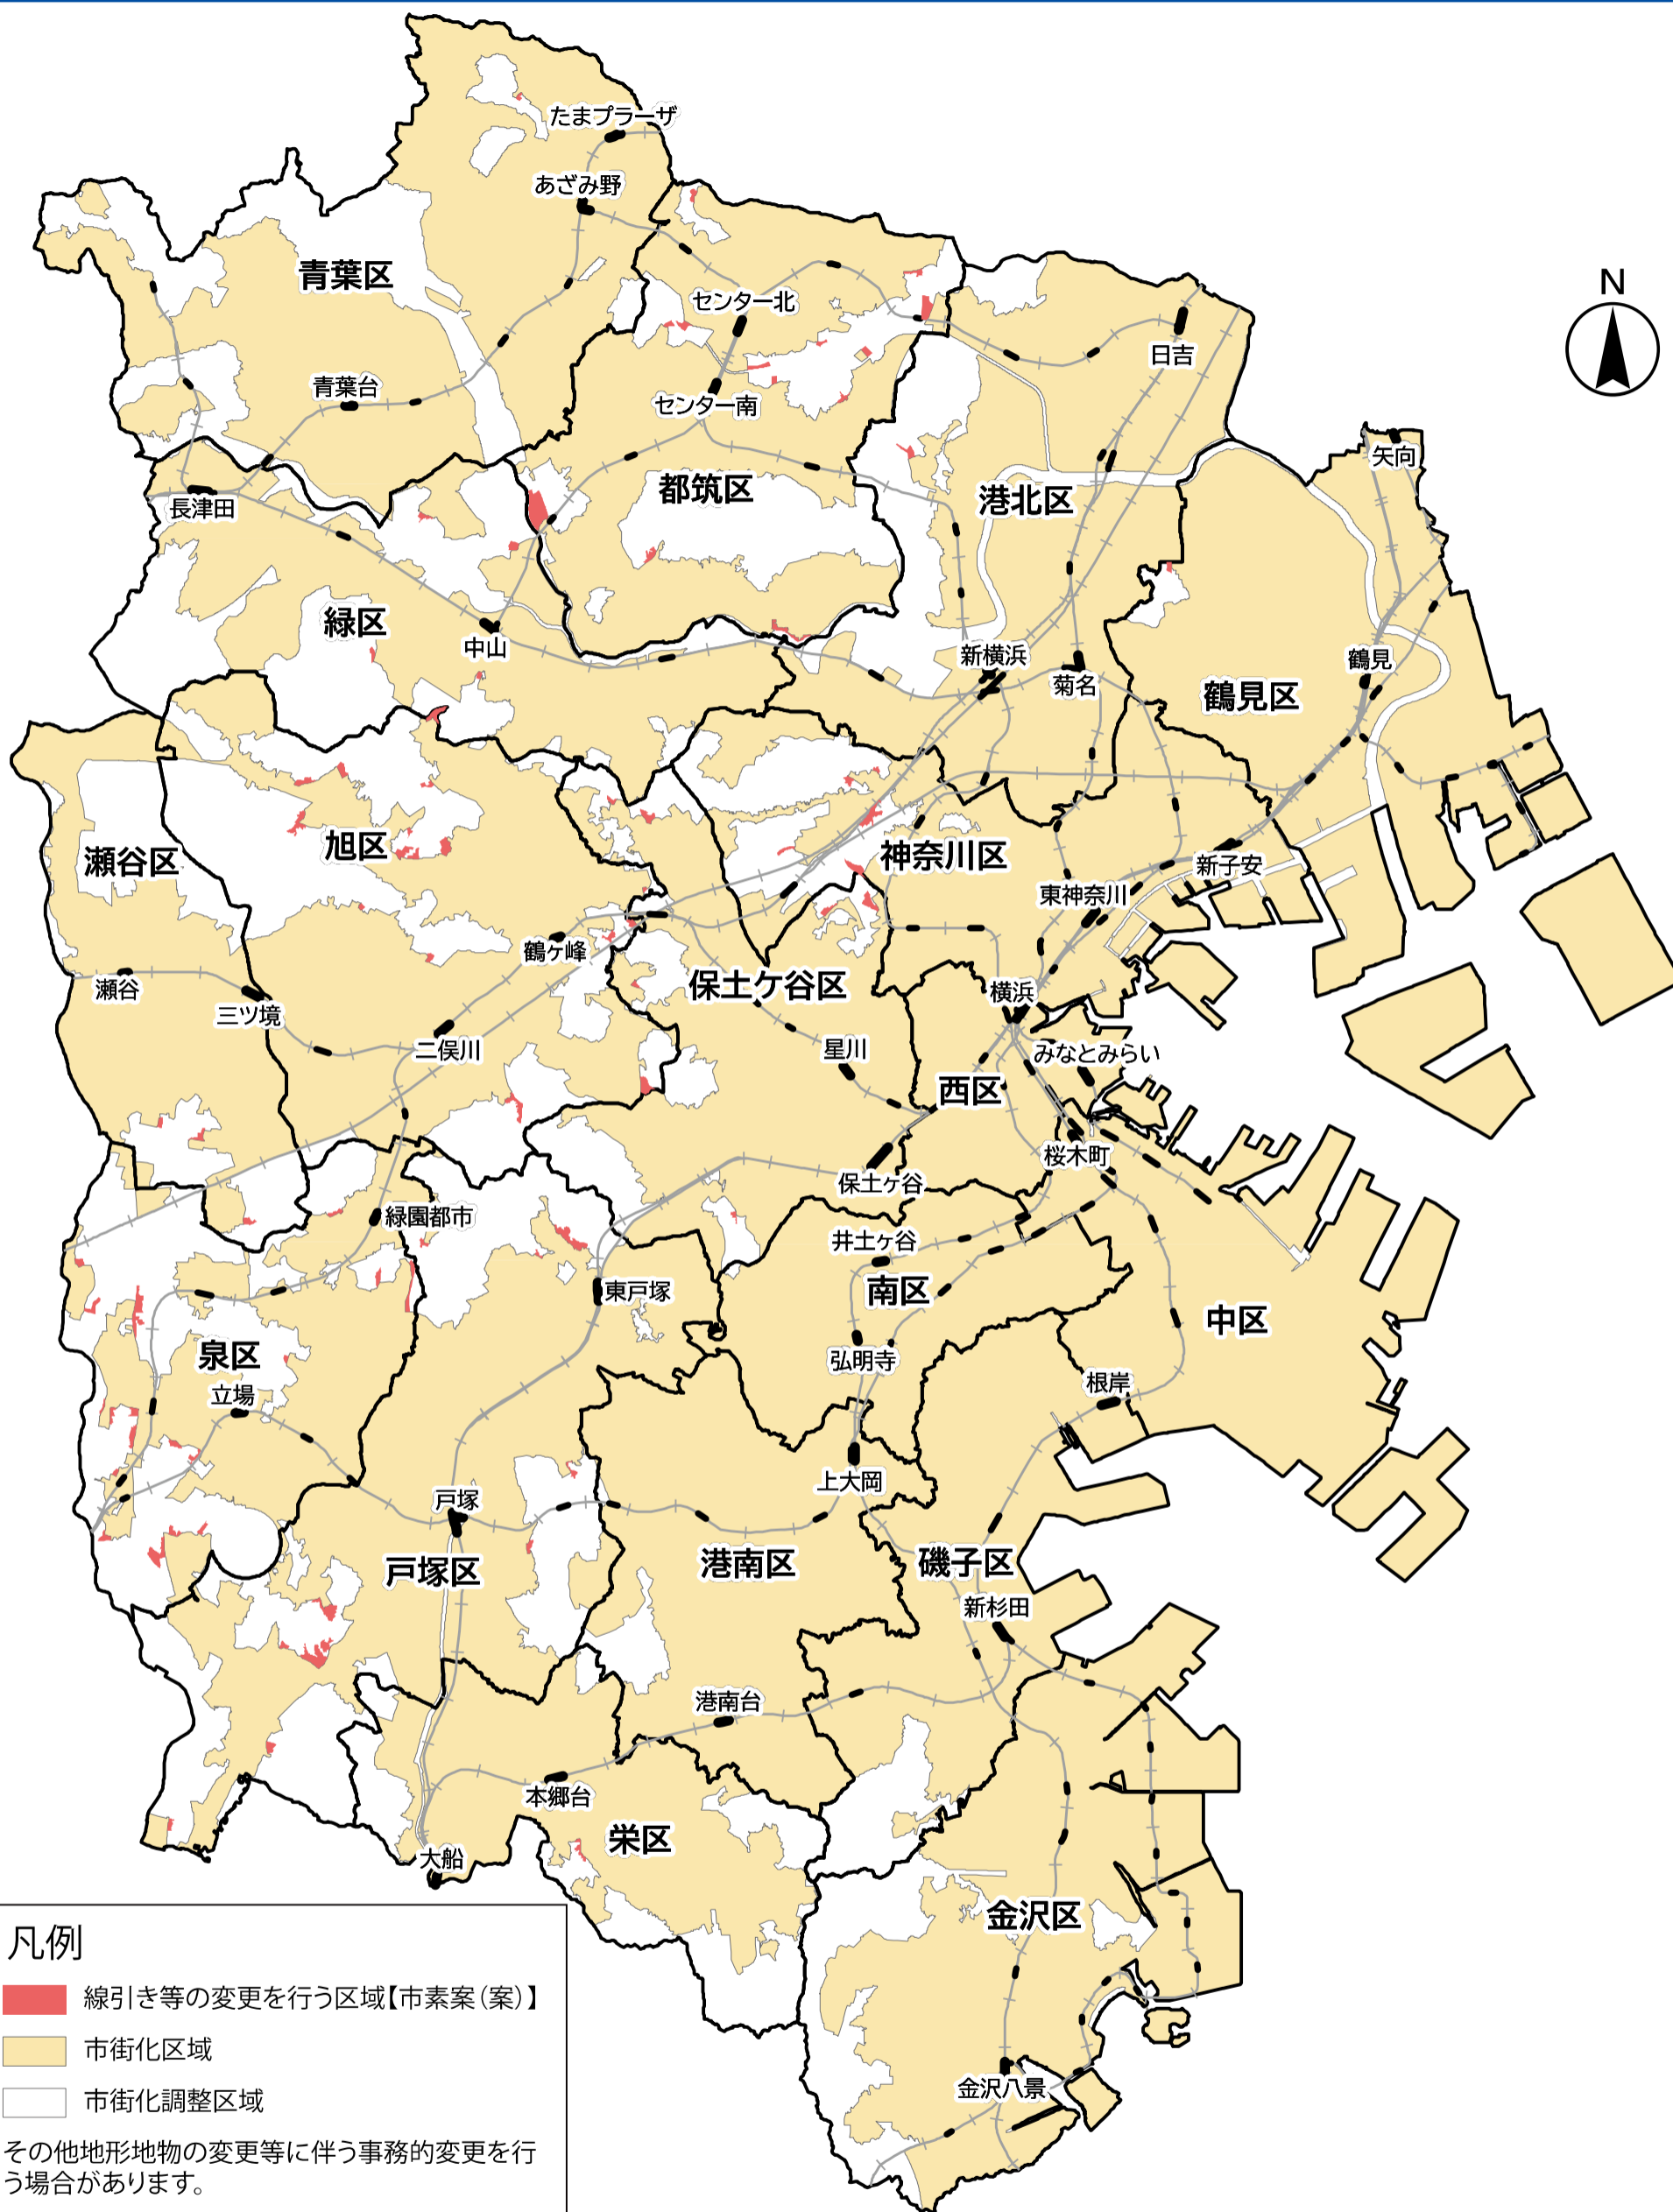 たまプラーザ
あざみ野
青葉区
N
センター北
日吉
青葉台
センター南
矢向
都筑区
港北区
長津田
緑区
中山
新横浜
菊名
鶴見
鶴見区
旭区
瀬谷区
神奈川区
新子安
東神奈川
鶴ヶ峰
保土ケ谷区
瀬谷
横浜
三ツ境
二俣川
星川
みなとみらい
西区
桜木町
保土ヶ谷
緑園都市
井土ヶ谷
東戸塚
南区
中区
泉区
弘明寺
立場
根岸
上大岡
戸塚
戸塚区
港南区
磯子区
新杉田
港南台
本郷台
栄区
大船
金沢区
金沢八景
凡例
線引き等の変更を行う区域【市素案(案)】
市街化区域
市街化調整区域
その他地形地物の変更等に伴う事務的変更を行
う場合があります。